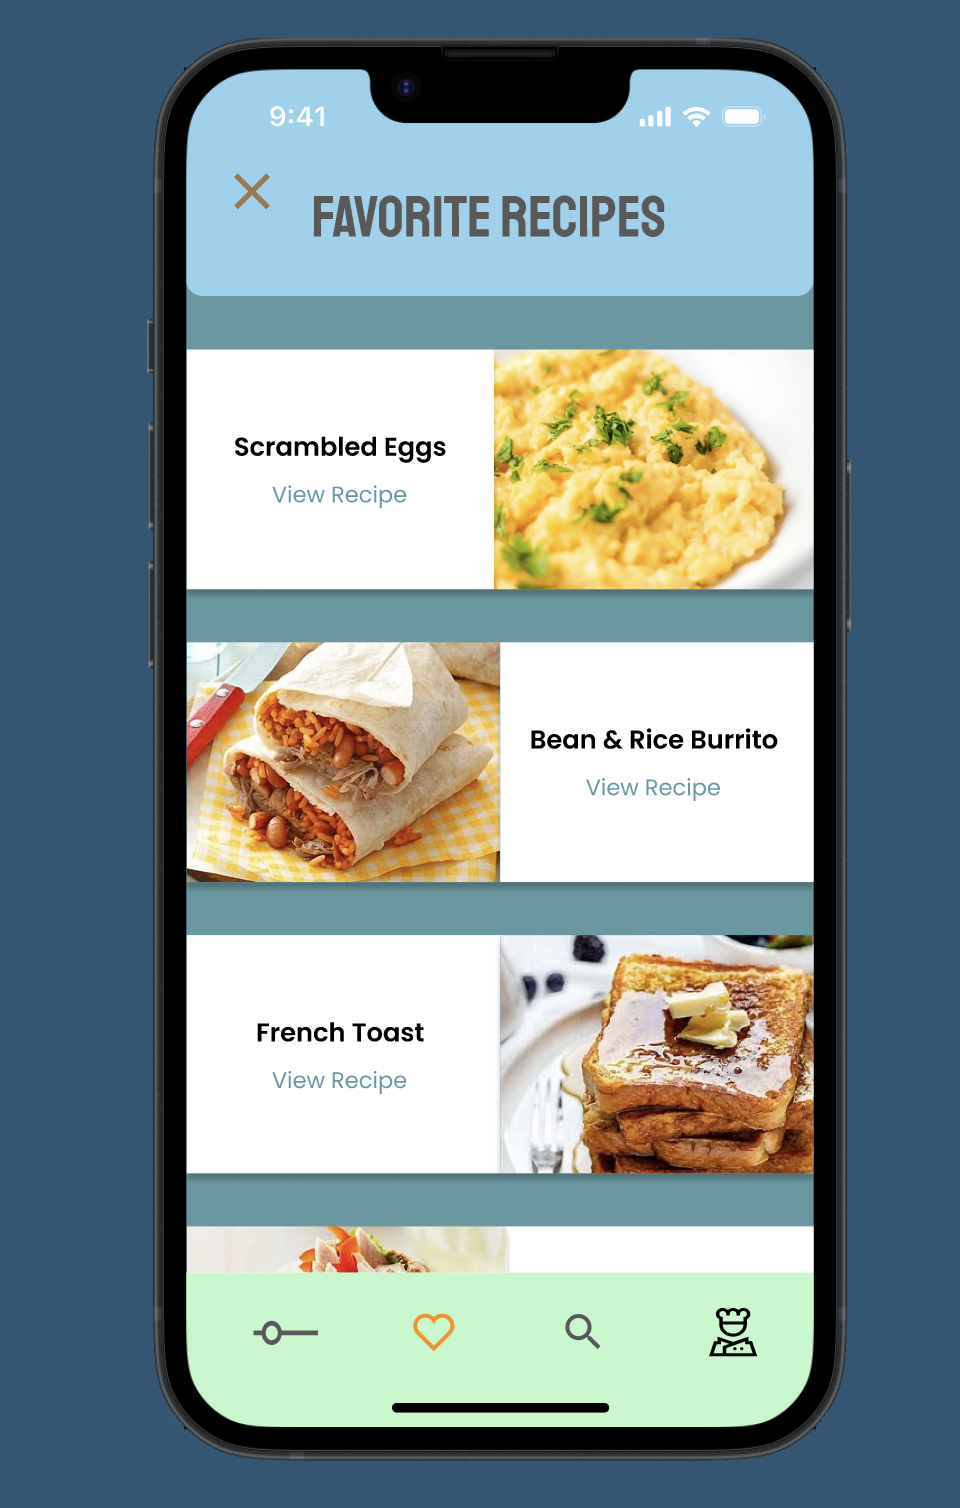 9:41
FAVORITE RECIPES
Scrambled Eggs
View Recipe
Bean & Rice Burrito
View Recipe
French Toast
View Recipe